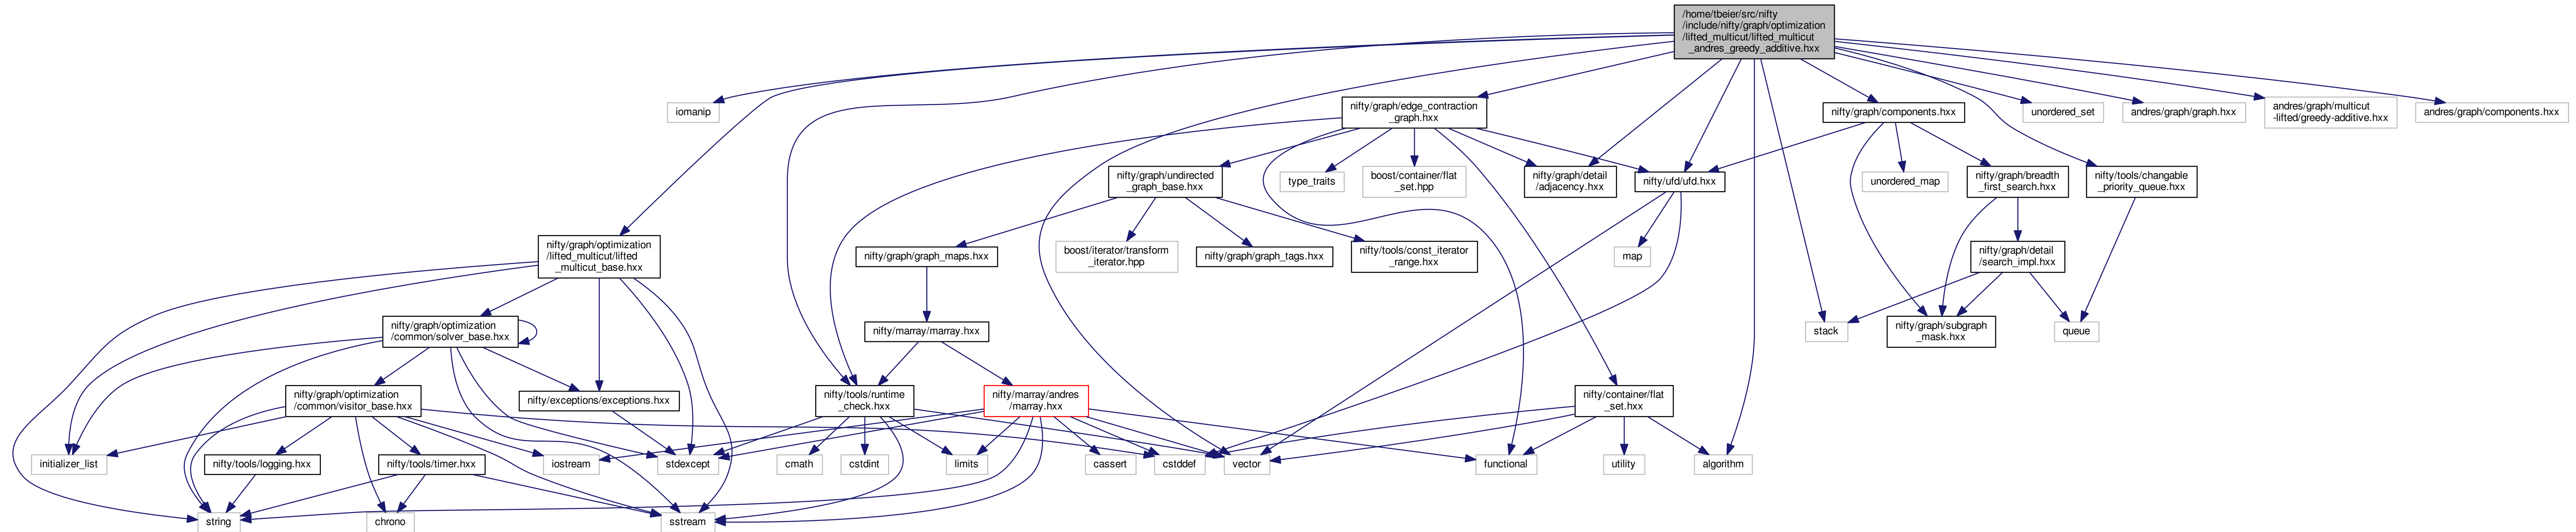 /home/tbeier/src/nifty
/include/nifty/graph/optimization
/lifted_multicut/lifted_multicut
_andres_greedy_additive.hxx
iomanip
nifty/graph/edge_contraction
_graph.hxx
nifty/graph/components.hxx
unordered_set
andres/graph/graph.hxx
andres/graph/multicut
-lifted/greedy-additive.hxx
andres/graph/components.hxx
nifty/graph/undirected
_graph_base.hxx
type_traits
boost/container/flat
_set.hpp
nifty/graph/detail
/adjacency.hxx
nifty/ufd/ufd.hxx
unordered_map
nifty/graph/breadth
_first_search.hxx
nifty/tools/changable
_priority_queue.hxx
nifty/graph/optimization
/lifted_multicut/lifted
_multicut_base.hxx
nifty/graph/graph_maps.hxx
boost/iterator/transform
_iterator.hpp
nifty/graph/graph_tags.hxx
nifty/tools/const_iterator
_range.hxx
map
nifty/graph/detail
/search_impl.hxx
nifty/graph/optimization
/common/solver_base.hxx
nifty/marray/marray.hxx
stack
nifty/graph/subgraph
_mask.hxx
queue
nifty/graph/optimization
/common/visitor_base.hxx
nifty/exceptions/exceptions.hxx
nifty/tools/runtime
_check.hxx
nifty/marray/andres
/marray.hxx
nifty/container/flat
_set.hxx
initializer_list
nifty/tools/logging.hxx
nifty/tools/timer.hxx
iostream
stdexcept
cmath
cstdint
limits
cassert
cstddef
vector
functional
utility
algorithm
string
chrono
sstream